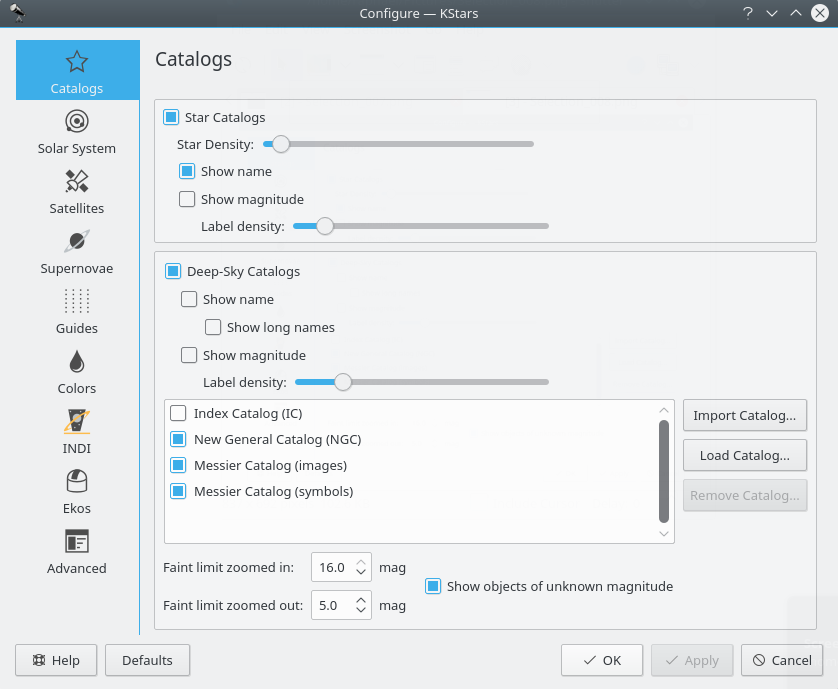 Configure — KStars
Catalogs
Solar System
Satellites
Supernovae
Guides
Colors
INDI
Ekos
Advanced
Catalogs
Star Catalogs
Star Density:
Show name
Show magnitude
Label density:
Deep-Sky Catalogs
Show name
Show long names
Show magnitude
Label density:
Index Catalog (IC)
New General Catalog (NGC)
Messier Catalog (images)
Messier Catalog (symbols)
Import Catalog...
Load Catalog...
Remove Catalog...
Faint limit zoomed in: 16.0 mag
Faint limit zoomed out: 5.0 mag
Show objects of unknown magnitude
Help Defaults OK Apply Cancel